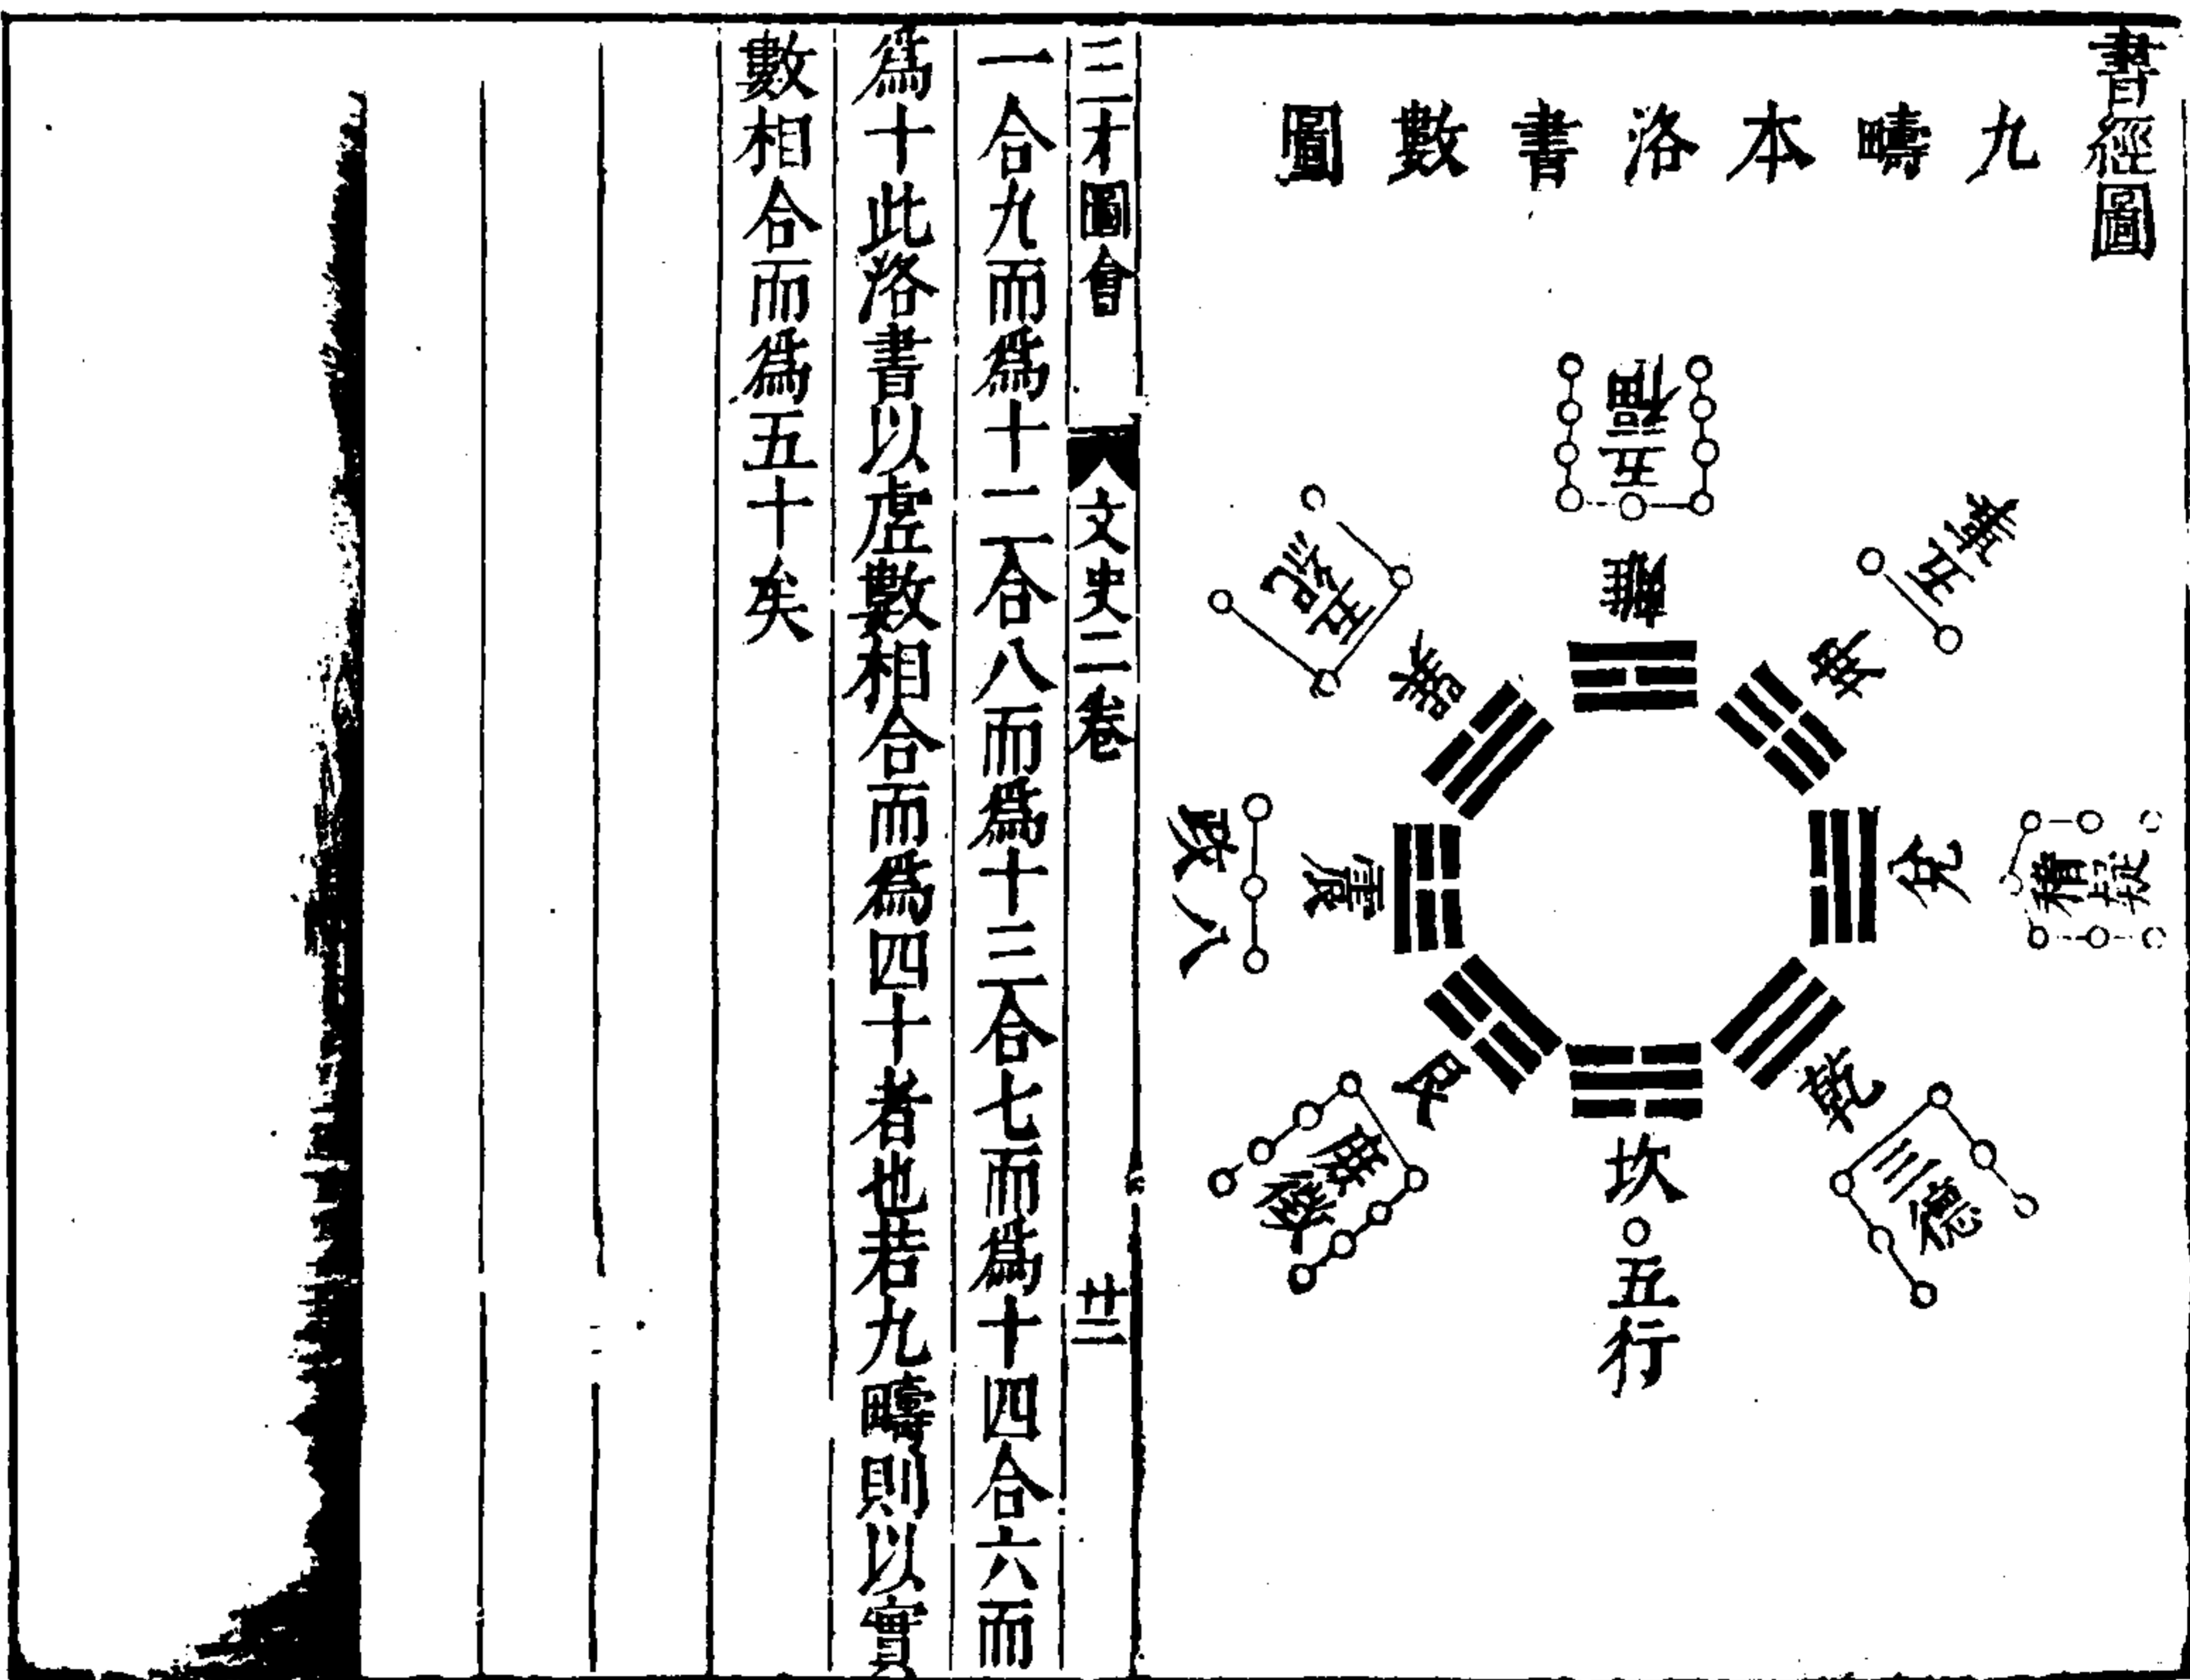 書經圖
九疇本洛書數圖
五福
離
五事
坤
稽疑
兌
三德
乾
坎
五行
庶徵
艮
八政
震
五紀
巽
三才圖會 文史二卷 廿二
一合九而爲十二合八而爲十三合七而爲十四合六而
爲十此洛書以虛數相合而爲四十者也若九疇則以實
數相合而爲五十矣